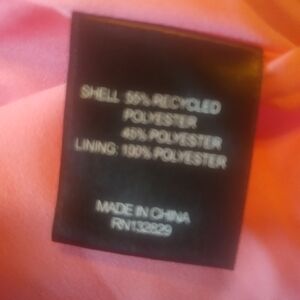 SHELL 55% RECYCLED
POLYESTER
45% POLYESTER
LINING: 100% POLYESTER
MADE IN CHINA
RN132829